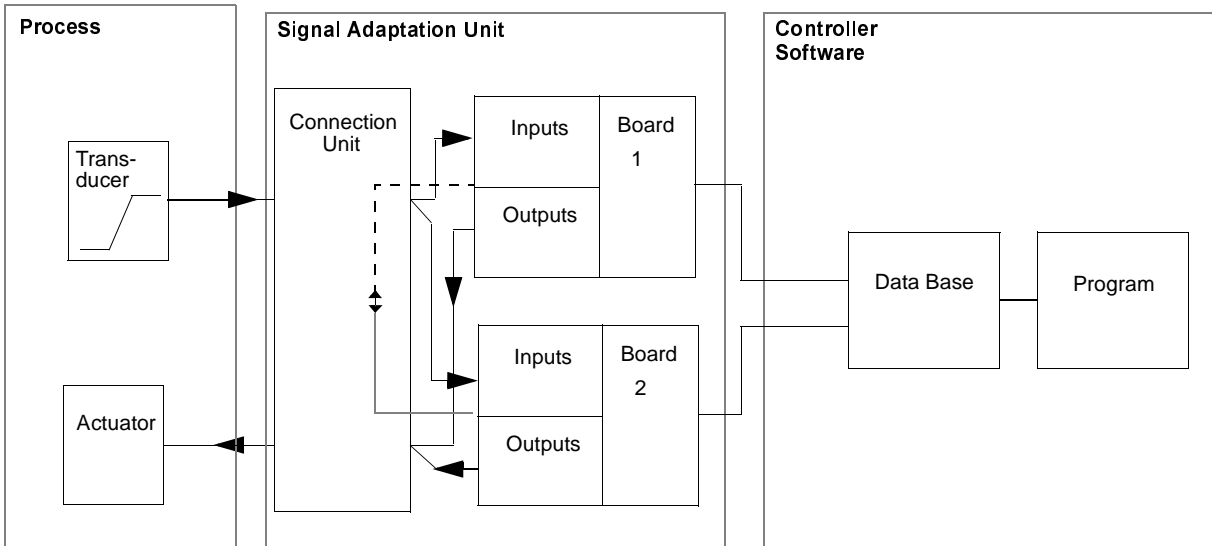 Process
Signal Adaptation Unit
Controller
Software
Trans-
ducer
Actuator
Connection
Unit
Inputs
Outputs
Board
1
Inputs
Outputs
Board
2
Data Base
Program